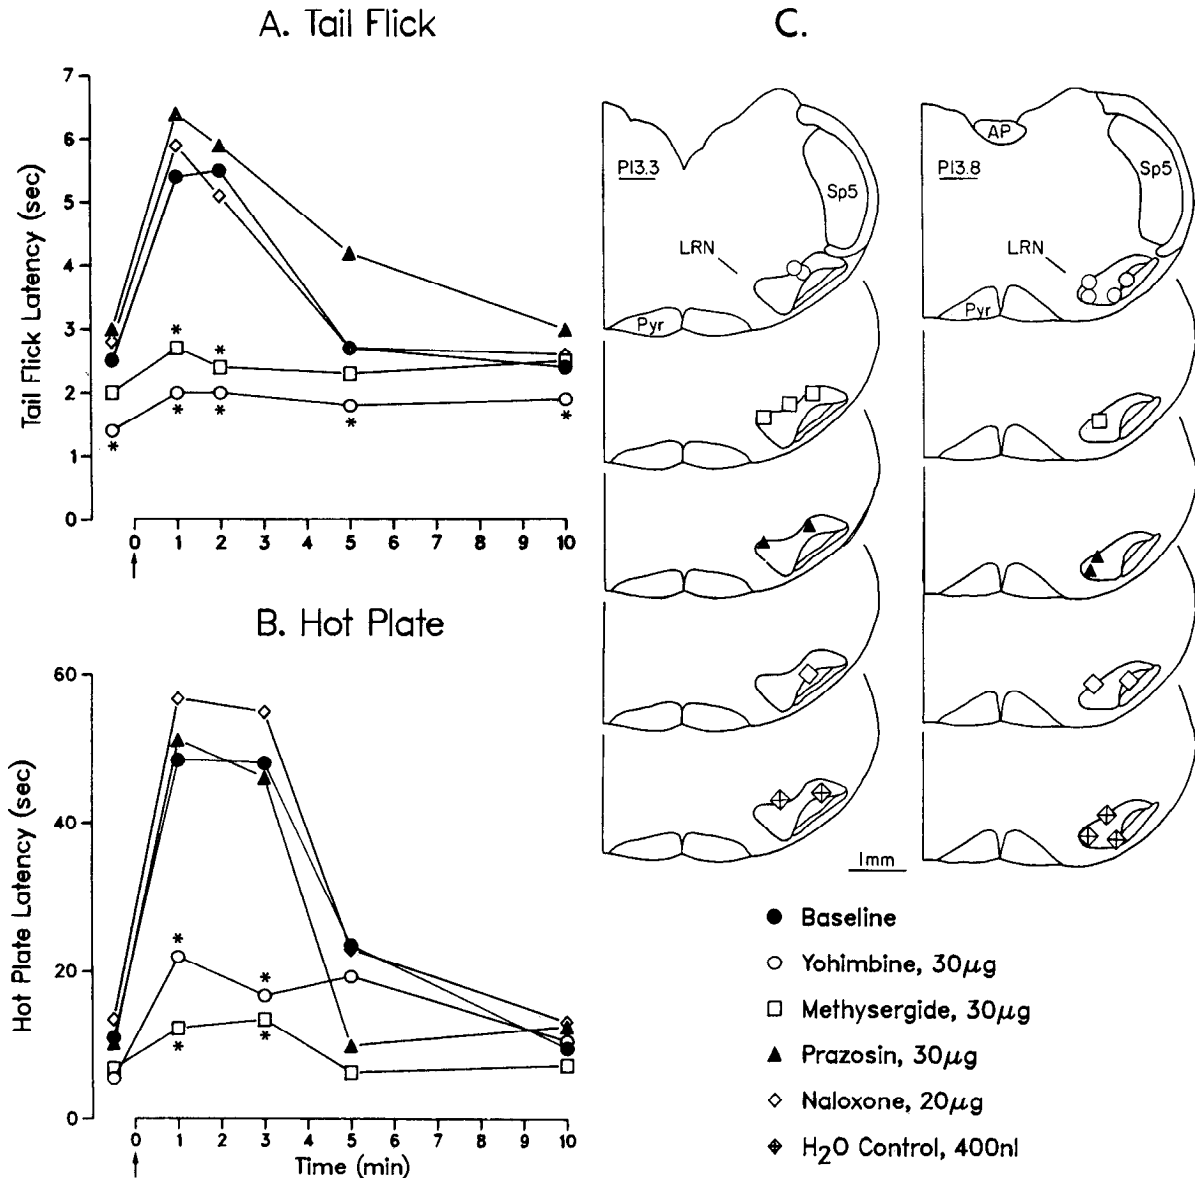 A. Tail Flick
Tail Flick Latency (sec)
7
6
5
4
3
2
1
0
* * * * * * *
0 1 2 3 4 5 6 7 8 9 10
B. Hot Plate
Hot Plate Latency (sec)
60
40
20
0
* * * *
0 1 2 3 4 5 6 7 8 9 10
Time (min)
C.
P13.3
Sp5
LRN
Pyr
AP
P13.8
Sp5
LRN
Pyr
1mm
Baseline
Yohimbine, 30μg
Methysergide, 30μg
Prazosin, 30μg
Naloxone, 20μg
H₂O Control, 400nl